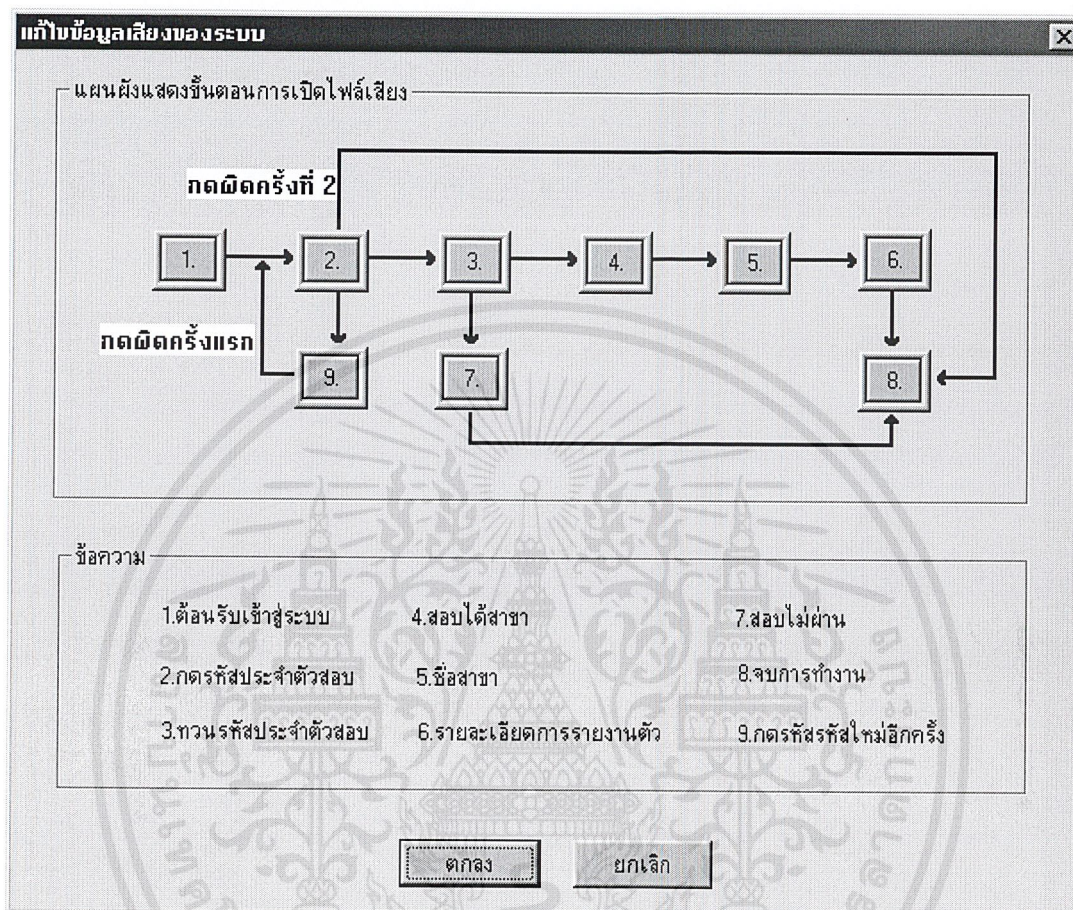 แก้ไขข้อมูลเสียงของระบบ
แผนผังแสดงขึ้นตอนการเปิดไฟล์เสียง
กดผิดครั้งที่ 2
1.
2.
3.
4.
5.
6.
กดผิดครั้งแรก
9.
7.
8.
ข้อความ
1.ต้อนรับเข้าสู่ระบบ
4.สอบได้สาขา
7.สอบไม่ผ่าน
2.กดรหัสประจำตัวสอบ
5.ชื่อสาขา
8.จบการทำงาน
3.ทวนรหัสประจำตัวสอบ
6.รายละเอียดการรายงานตัว
9.กดรหัสรหัสใหม่อีกครั้ง
ตกลง
ยกเลิก